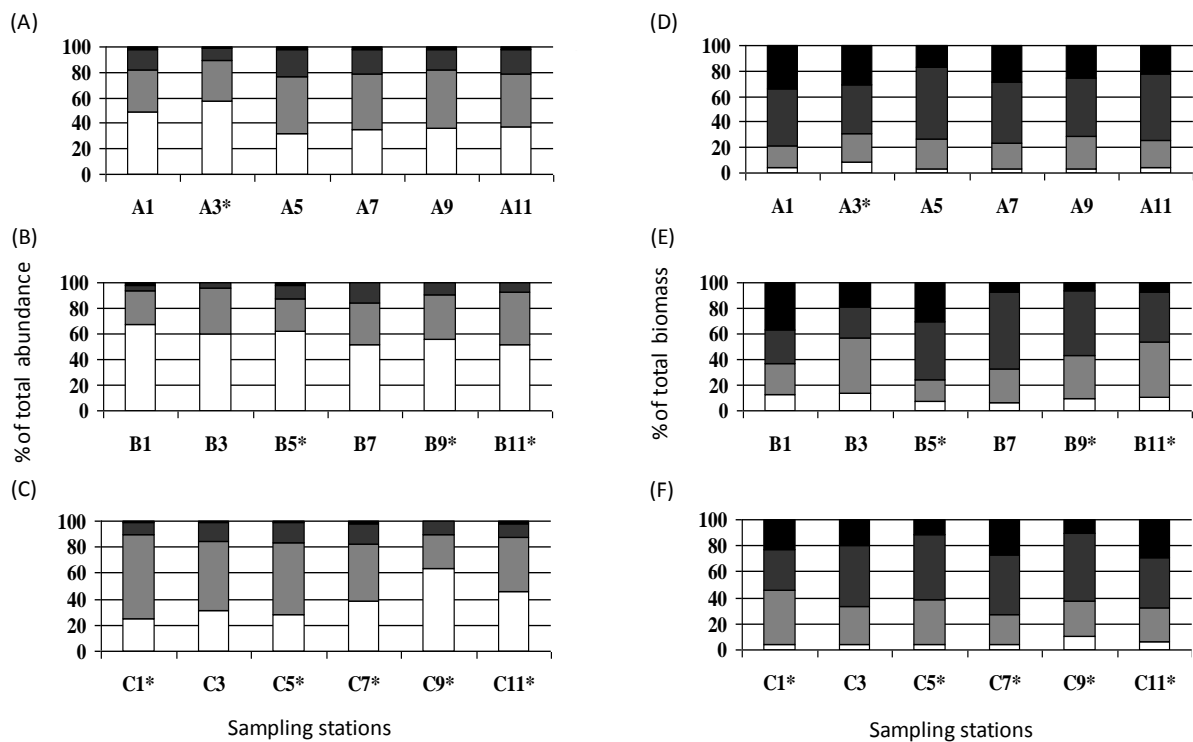 (A)
100
80
60
40
20
0
A1 A3* A5 A7 A9 A11
(B)
100
80
60
40
20
0
B1 B3 B5* B7 B9* B11*
(C)
100
80
60
40
20
0
C1* C3 C5* C7* C9* C11*
% of total abundance
Sampling stations
(D)
100
80
60
40
20
0
A1 A3* A5 A7 A9 A11
(E)
100
80
60
40
20
0
B1 B3 B5* B7 B9* B11*
(F)
100
80
60
40
20
0
C1* C3 C5* C7* C9* C11*
% of total biomass
Sampling stations